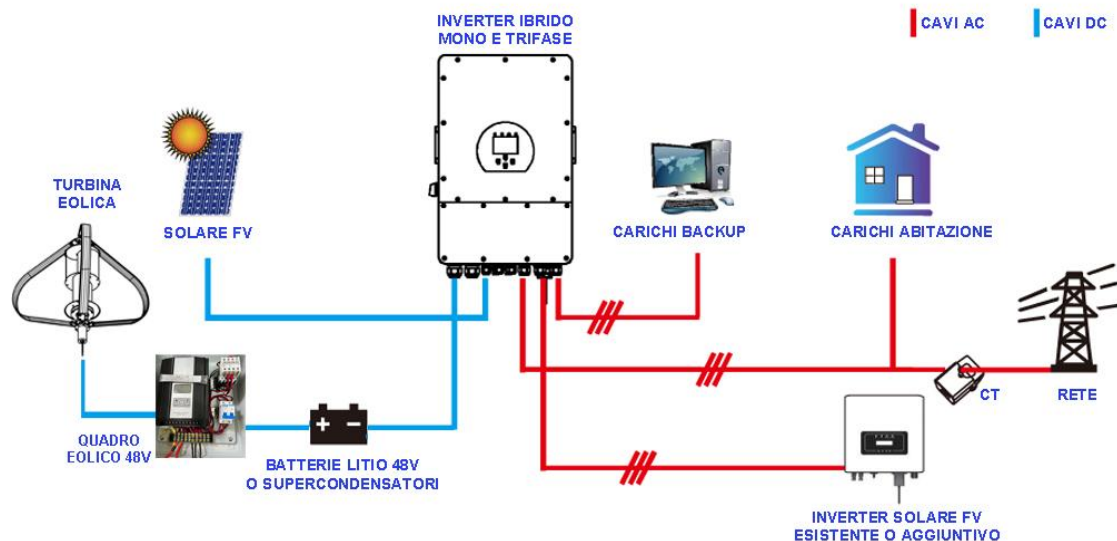 INVERTER IBRIDO
MONO E TRIFASE
CAVI AC
CAVI DC
TURBINA
EOLICA
SOLARE FV
CARICHI BACKUP
CARICHI ABITAZIONE
CT
RETE
QUADRO
EOLICO 48V
BATTERIE LITIO 48V
O SUPERCONDENSATORI
INVERTER SOLARE FV
ESISTENTE O AGGIUNTIVO